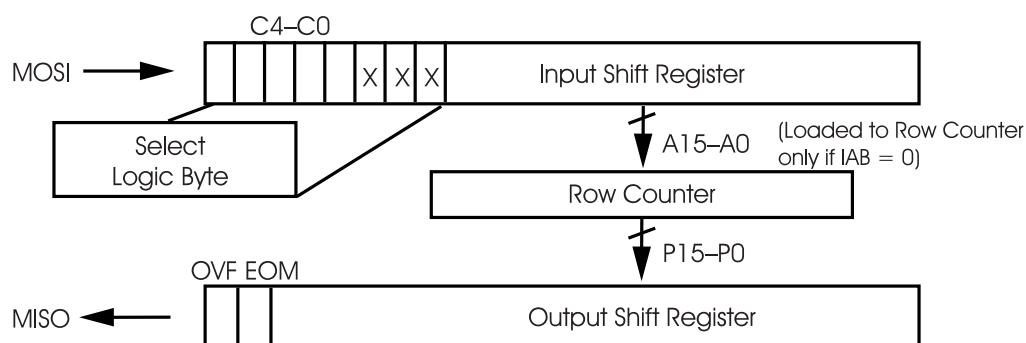 C4–C0
MOSI
X X X
Input Shift Register
Select
Logic Byte
A15–A0
(Loaded to Row Counter
only if IAB = 0)
Row Counter
P15–P0
OVF EOM
MISO
Output Shift Register